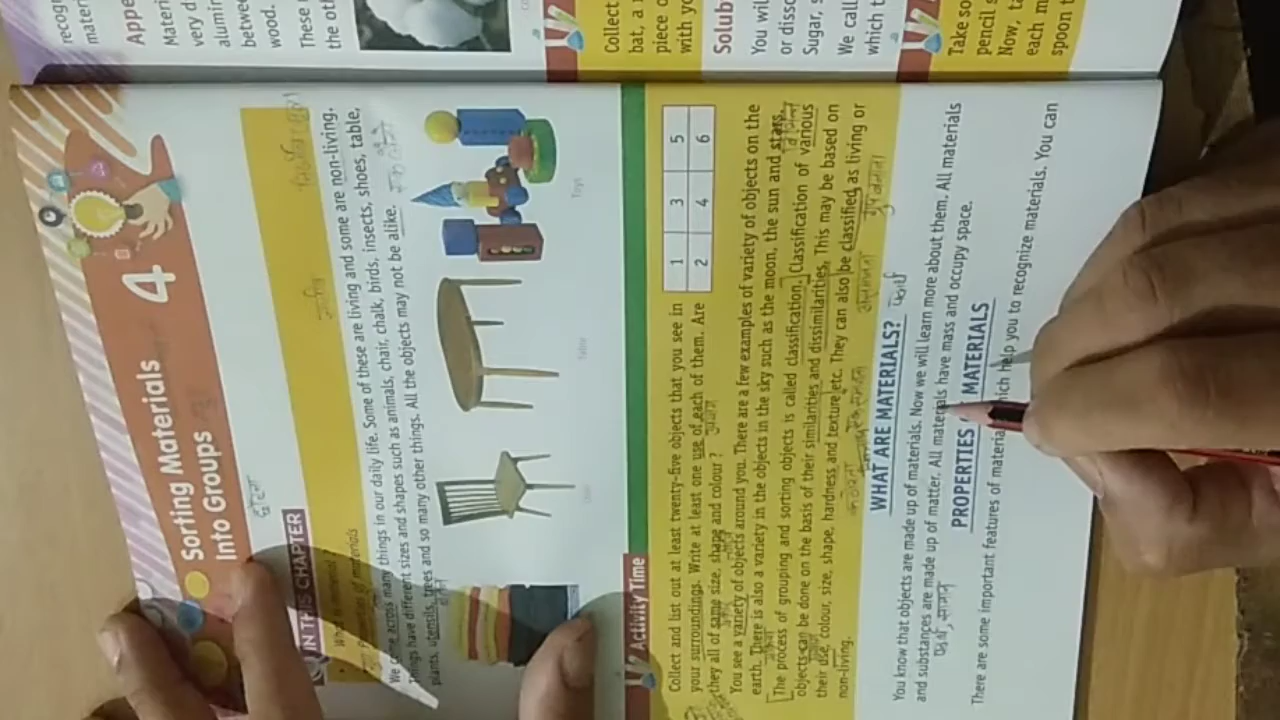 4
Sorting Materials
Into Groups
IN THIS CHAPTER
We come across many things in our daily life. Some of these are living and some are non-living.
things have different sizes and shapes such as animals, chair, chalk, birds, insects, shoes, table,
plants, utensils, trees and so many other things. All the objects may not be alike.
Table
Toys
Activity Time
Collect and list out at least twenty-five objects that you see in
your surroundings. Write at least one use of each of them. Are
they all of same size, shape and colour ?
1 3 5
2 4 6
You see a variety of objects around you. There are a few examples of variety of objects on the
earth. There is also a variety in the objects in the sky such as the moon, the sun and stars.
The process of grouping and sorting objects is called classification. Classification of various
objects can be done on the basis of their similarities and dissimilarities. This may be based on
their use, colour, size, shape, hardness and texture etc. They can also be classified as living or
non-living.
WHAT ARE MATERIALS?
You know that objects are made up of materials. Now we will learn more about them. All materials
and substances are made up of matter. All materials have mass and occupy space.
PROPERTIES MATERIALS
There are some important features of which help you to recognize materials. You can
recogn
materi
Appe
Materi
very d
alumin
betwee
wood.
These
the ot
Collect
bat, a
piece o
with yo
Solub
You wil
or disso
Sugar, s
We call
which t
Take so
pencil s
Now, ta
each m
spoon t